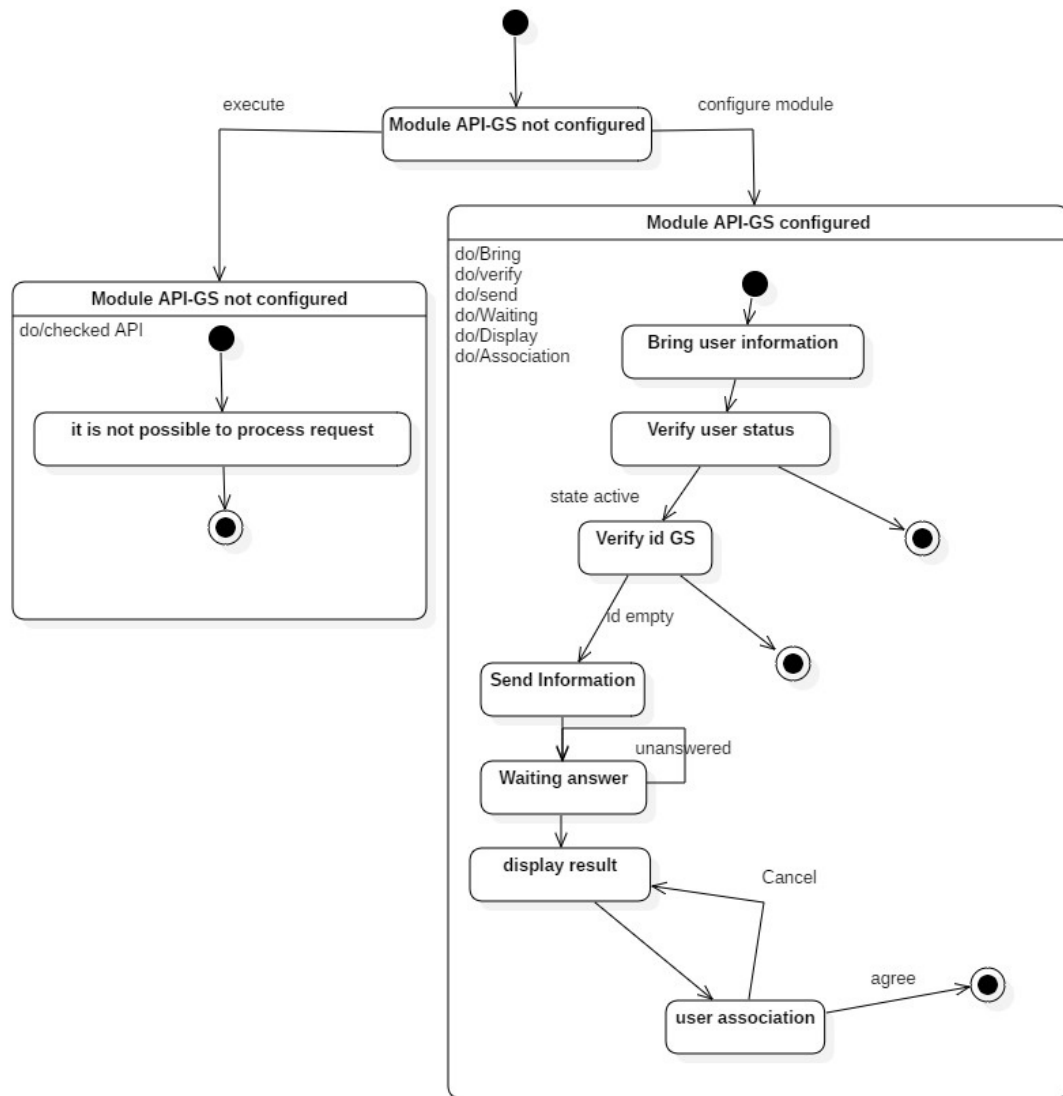 execute
configure module
Module API-GS not configured
Module API-GS configured
do/Bring
do/verify
do/send
do/Waiting
do/Display
do/Association
Module API-GS not configured
do/checked API
it is not possible to process request
Bring user information
Verify user status
state active
Verify id GS
id empty
Send Information
unanswered
Waiting answer
display result
Cancel
user association
agree